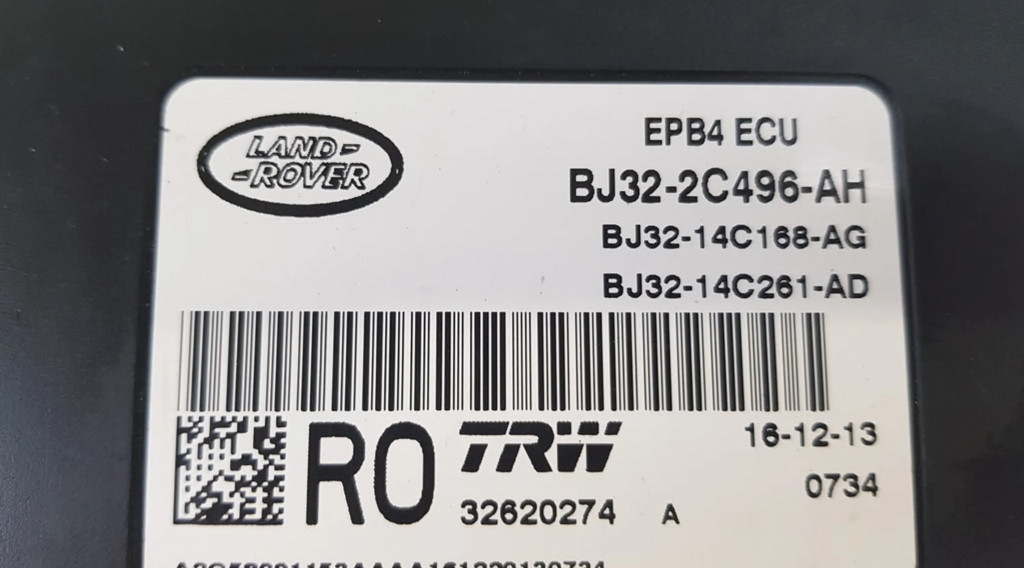 LAND-
-ROVER
EPB4 ECU
BJ32-2C496-AH
BJ32-14C168-AG
BJ32-14C261-AD
RO
TRW
16-12-13
0734
32620274 A